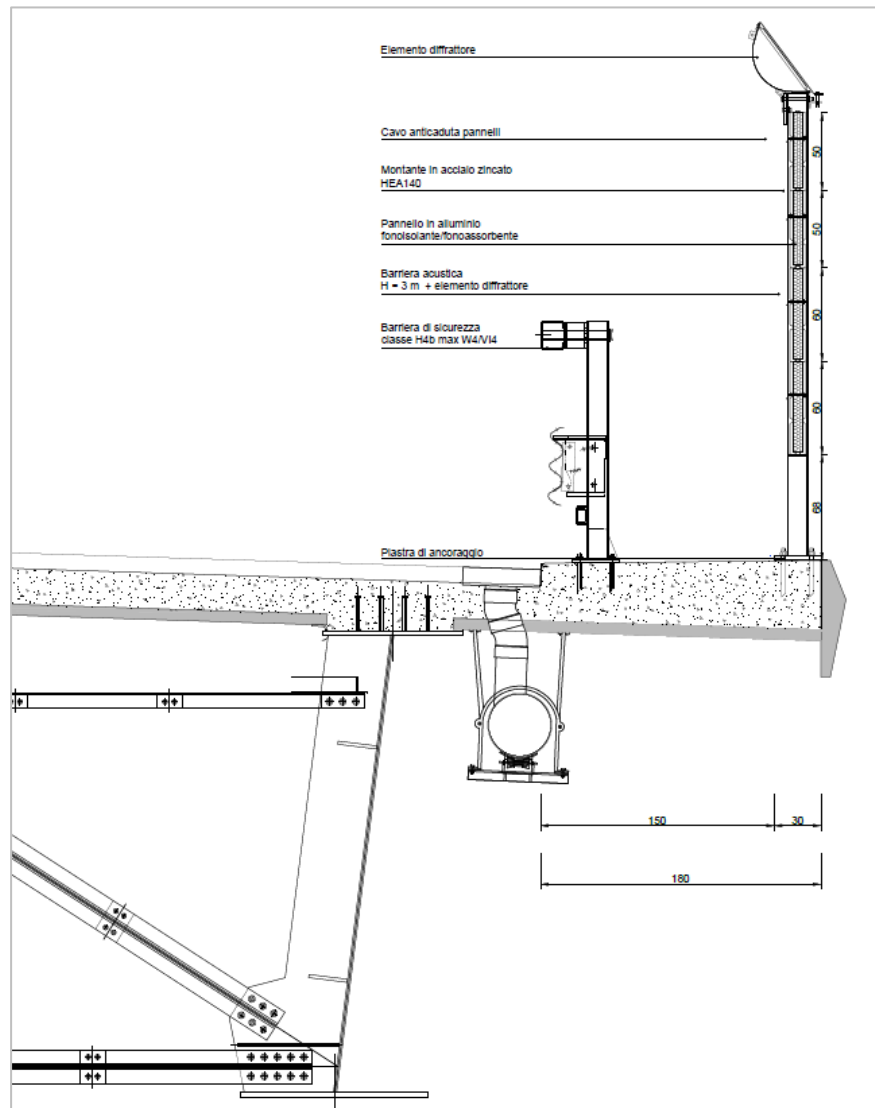 Elemento diffrattore
Cavo anticaduta pannelli
Montante in acciaio zincato
HEA140
Pannello in alluminio
fonoisolante/fonoassorbente
Barriera acustica
H = 3 m + elemento diffrattore
Barriera di sicurezza
classe H4b max W4/VI4
Piastra di ancoraggio
50
50
60
60
68
150
30
180